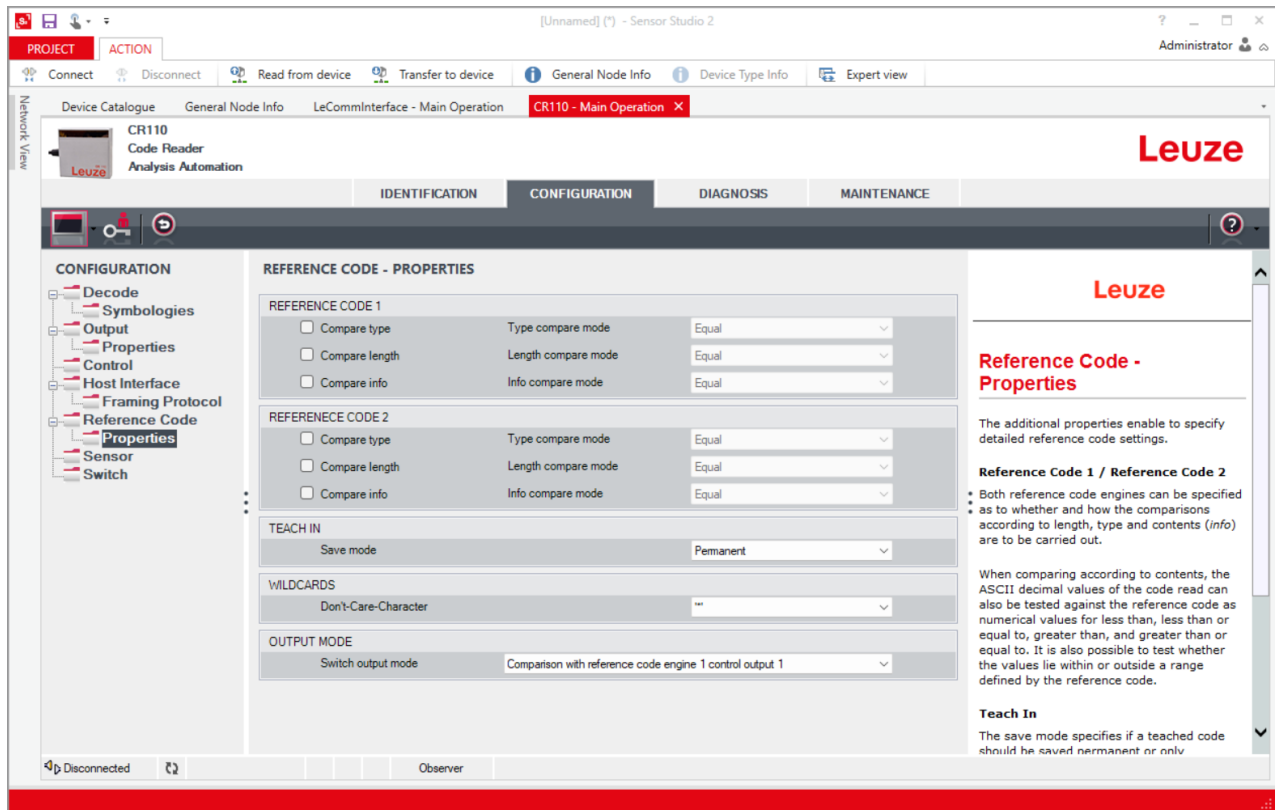 [Unnamed] (*) - Sensor Studio 2
PROJECT ACTION Administrator
Connect Disconnect Read from device Transfer to device General Node Info Device Type Info Expert view
Network View
Device Catalogue General Node Info LeCommInterface - Main Operation CR110 - Main Operation
CR110
Code Reader
Analysis Automation
Leuze
Leuze
IDENTIFICATION CONFIGURATION DIAGNOSIS MAINTENANCE
CONFIGURATION
Decode
Symbologies
Output
Properties
Control
Host Interface
Framing Protocol
Reference Code
Properties
Sensor
Switch
REFERENCE CODE - PROPERTIES
REFERENCE CODE 1
Compare type Type compare mode Equal
Compare length Length compare mode Equal
Compare info Info compare mode Equal
REFERENECE CODE 2
Compare type Type compare mode Equal
Compare length Length compare mode Equal
Compare info Info compare mode Equal
TEACH IN
Save mode Permanent
WILDCARDS
Don't-Care-Character
OUTPUT MODE
Switch output mode Comparison with reference code engine 1 control output 1
Leuze
Reference Code -
Properties
The additional properties enable to specify
detailed reference code settings.
Reference Code 1 / Reference Code 2
Both reference code engines can be specified
as to whether and how the comparisons
according to length, type and contents (info)
are to be carried out.
When comparing according to contents, the
ASCII decimal values of the code read can
also be tested against the reference code as
numerical values for less than, less than or
equal to, greater than, and greater than or
equal to. It is also possible to test whether
the values lie within or outside a range
defined by the reference code.
Teach In
The save mode specifies if a teached code
should be saved permanent or only
Disconnected Observer